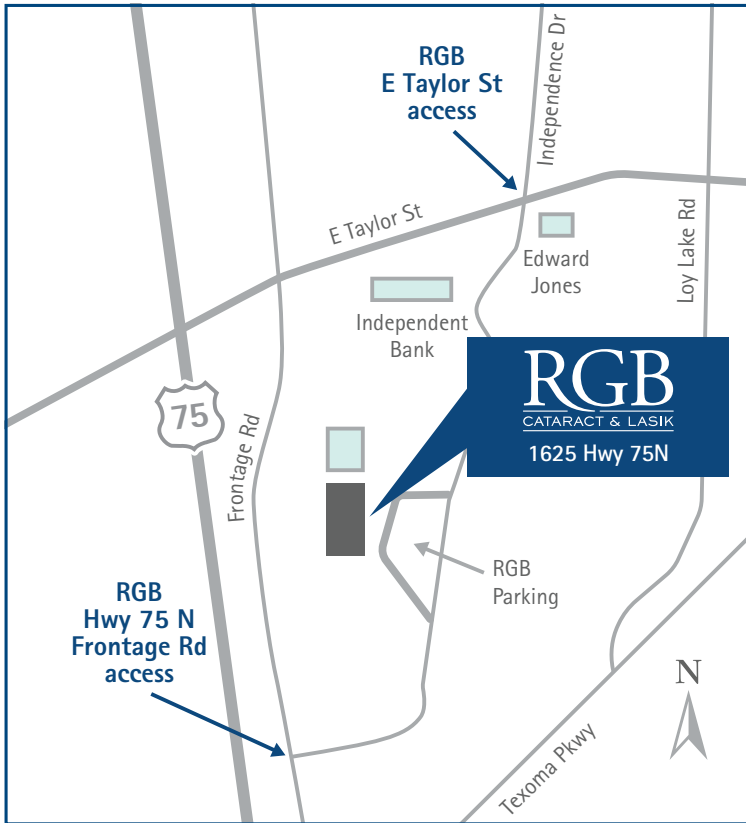 RGB
E Taylor St
access
Independence Dr
E Taylor St
Edward
Jones
Loy Lake Rd
Independent
Bank
75
Frontage Rd
RGB
CATARACT & LASIK
1625 Hwy 75N
RGB
Parking
RGB
Hwy 75 N
Frontage Rd
access
N
Texoma Pkwy